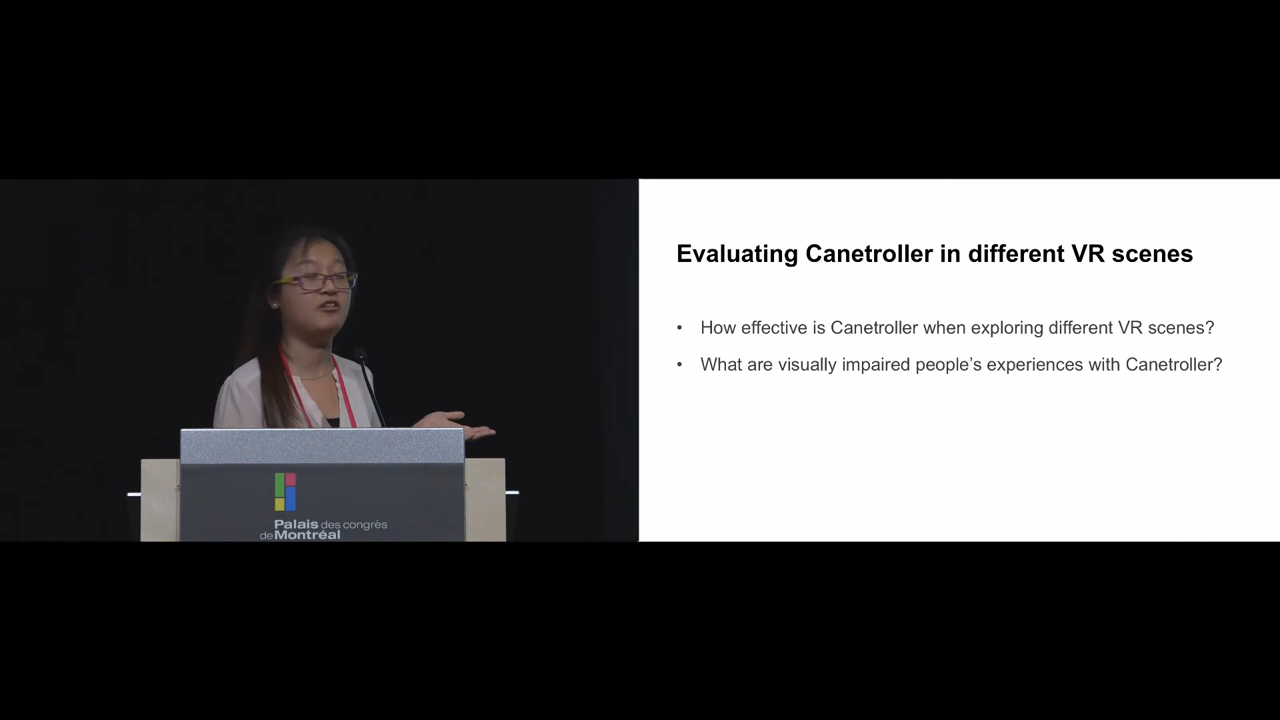 Evaluating Canetroller in different VR scenes
• How effective is Canetroller when exploring different VR scenes?
• What are visually impaired people’s experiences with Canetroller?
Palais des congrès
de Montréal